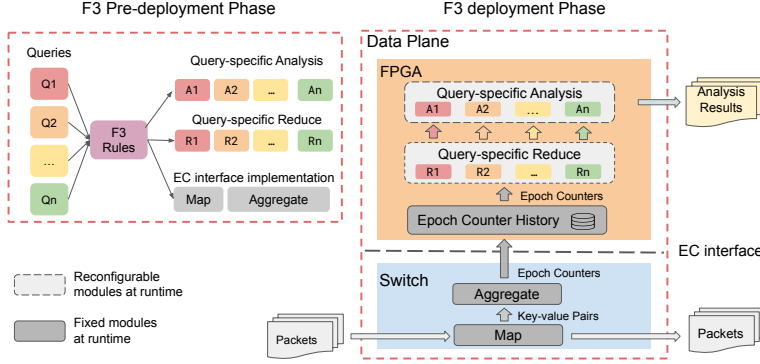 F3 Pre-deployment Phase
Queries
Q1
Q2
...
Qn
F3
Rules
Query-specific Analysis
A1 A2 ... An
Query-specific Reduce
R1 R2 ... Rn
EC interface implementation
Map Aggregate
Reconfigurable
modules at runtime
Fixed modules
at runtime
F3 deployment Phase
Data Plane
FPGA
Query-specific Analysis
A1 A2 ... An
Query-specific Reduce
R1 R2 ... Rn
Epoch Counters
Epoch Counter History
Analysis
Results
EC interface
Epoch Counters
Switch
Aggregate
Key-value Pairs
Map
Packets
Packets